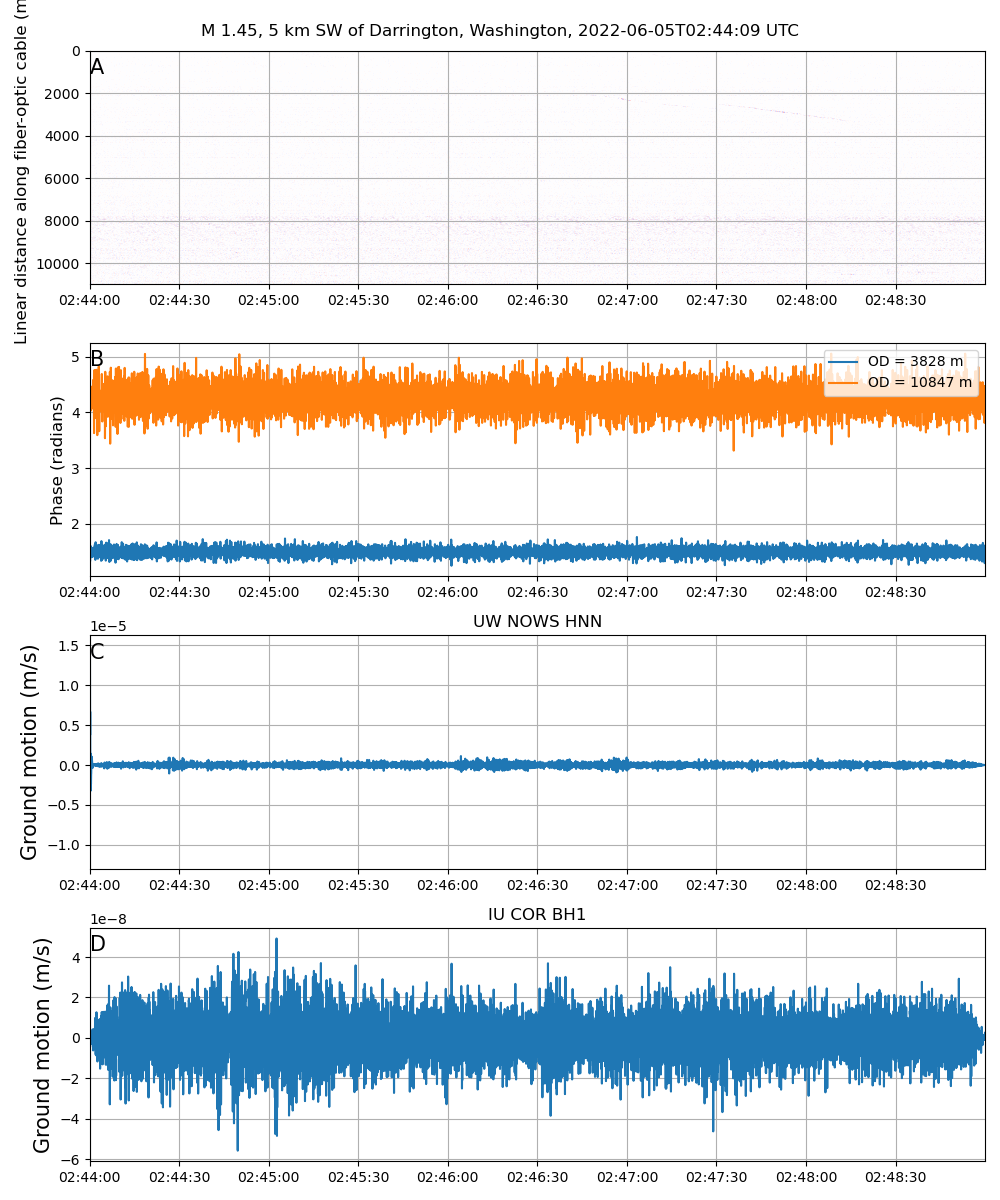 M 1.45, 5 km SW of Darrington, Washington, 2022-06-05T02:44:09 UTC
Linear distance along fiber-optic cable (m
A
0
2000
4000
6000
8000
10000
02:44:00 02:44:30 02:45:00 02:45:30 02:46:00 02:46:30 02:47:00 02:47:30 02:48:00 02:48:30
Phase (radians)
B
5
4
3
2
OD = 3828 m
OD = 10847 m
02:44:00 02:44:30 02:45:00 02:45:30 02:46:00 02:46:30 02:47:00 02:47:30 02:48:00 02:48:30
UW NOWS HNN
1e−5
Ground motion (m/s)
C
1.5
1.0
0.5
0.0
−0.5
−1.0
02:44:00 02:44:30 02:45:00 02:45:30 02:46:00 02:46:30 02:47:00 02:47:30 02:48:00 02:48:30
IU COR BH1
1e−8
Ground motion (m/s)
D
4
2
0
−2
−4
−6
02:44:00 02:44:30 02:45:00 02:45:30 02:46:00 02:46:30 02:47:00 02:47:30 02:48:00 02:48:30